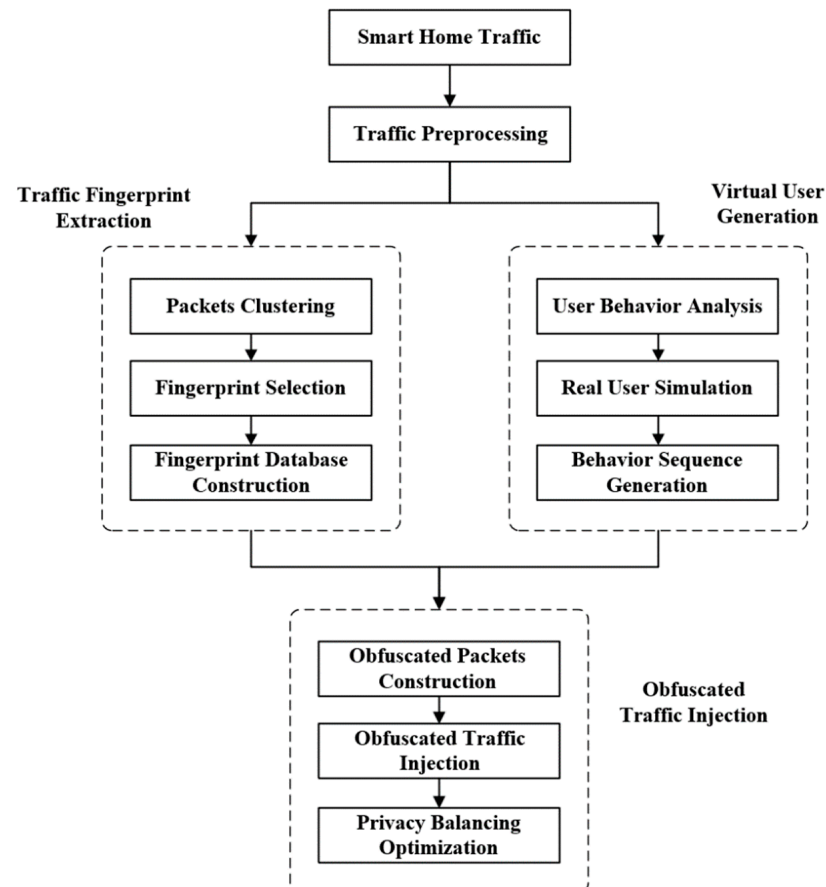 Smart Home Traffic
Traffic Preprocessing
Traffic Fingerprint
Extraction
Virtual User
Generation
Packets Clustering
Fingerprint Selection
Fingerprint Database
Construction
User Behavior Analysis
Real User Simulation
Behavior Sequence
Generation
Obfuscated Packets
Construction
Obfuscated Traffic
Injection
Privacy Balancing
Optimization
Obfuscated
Traffic Injection